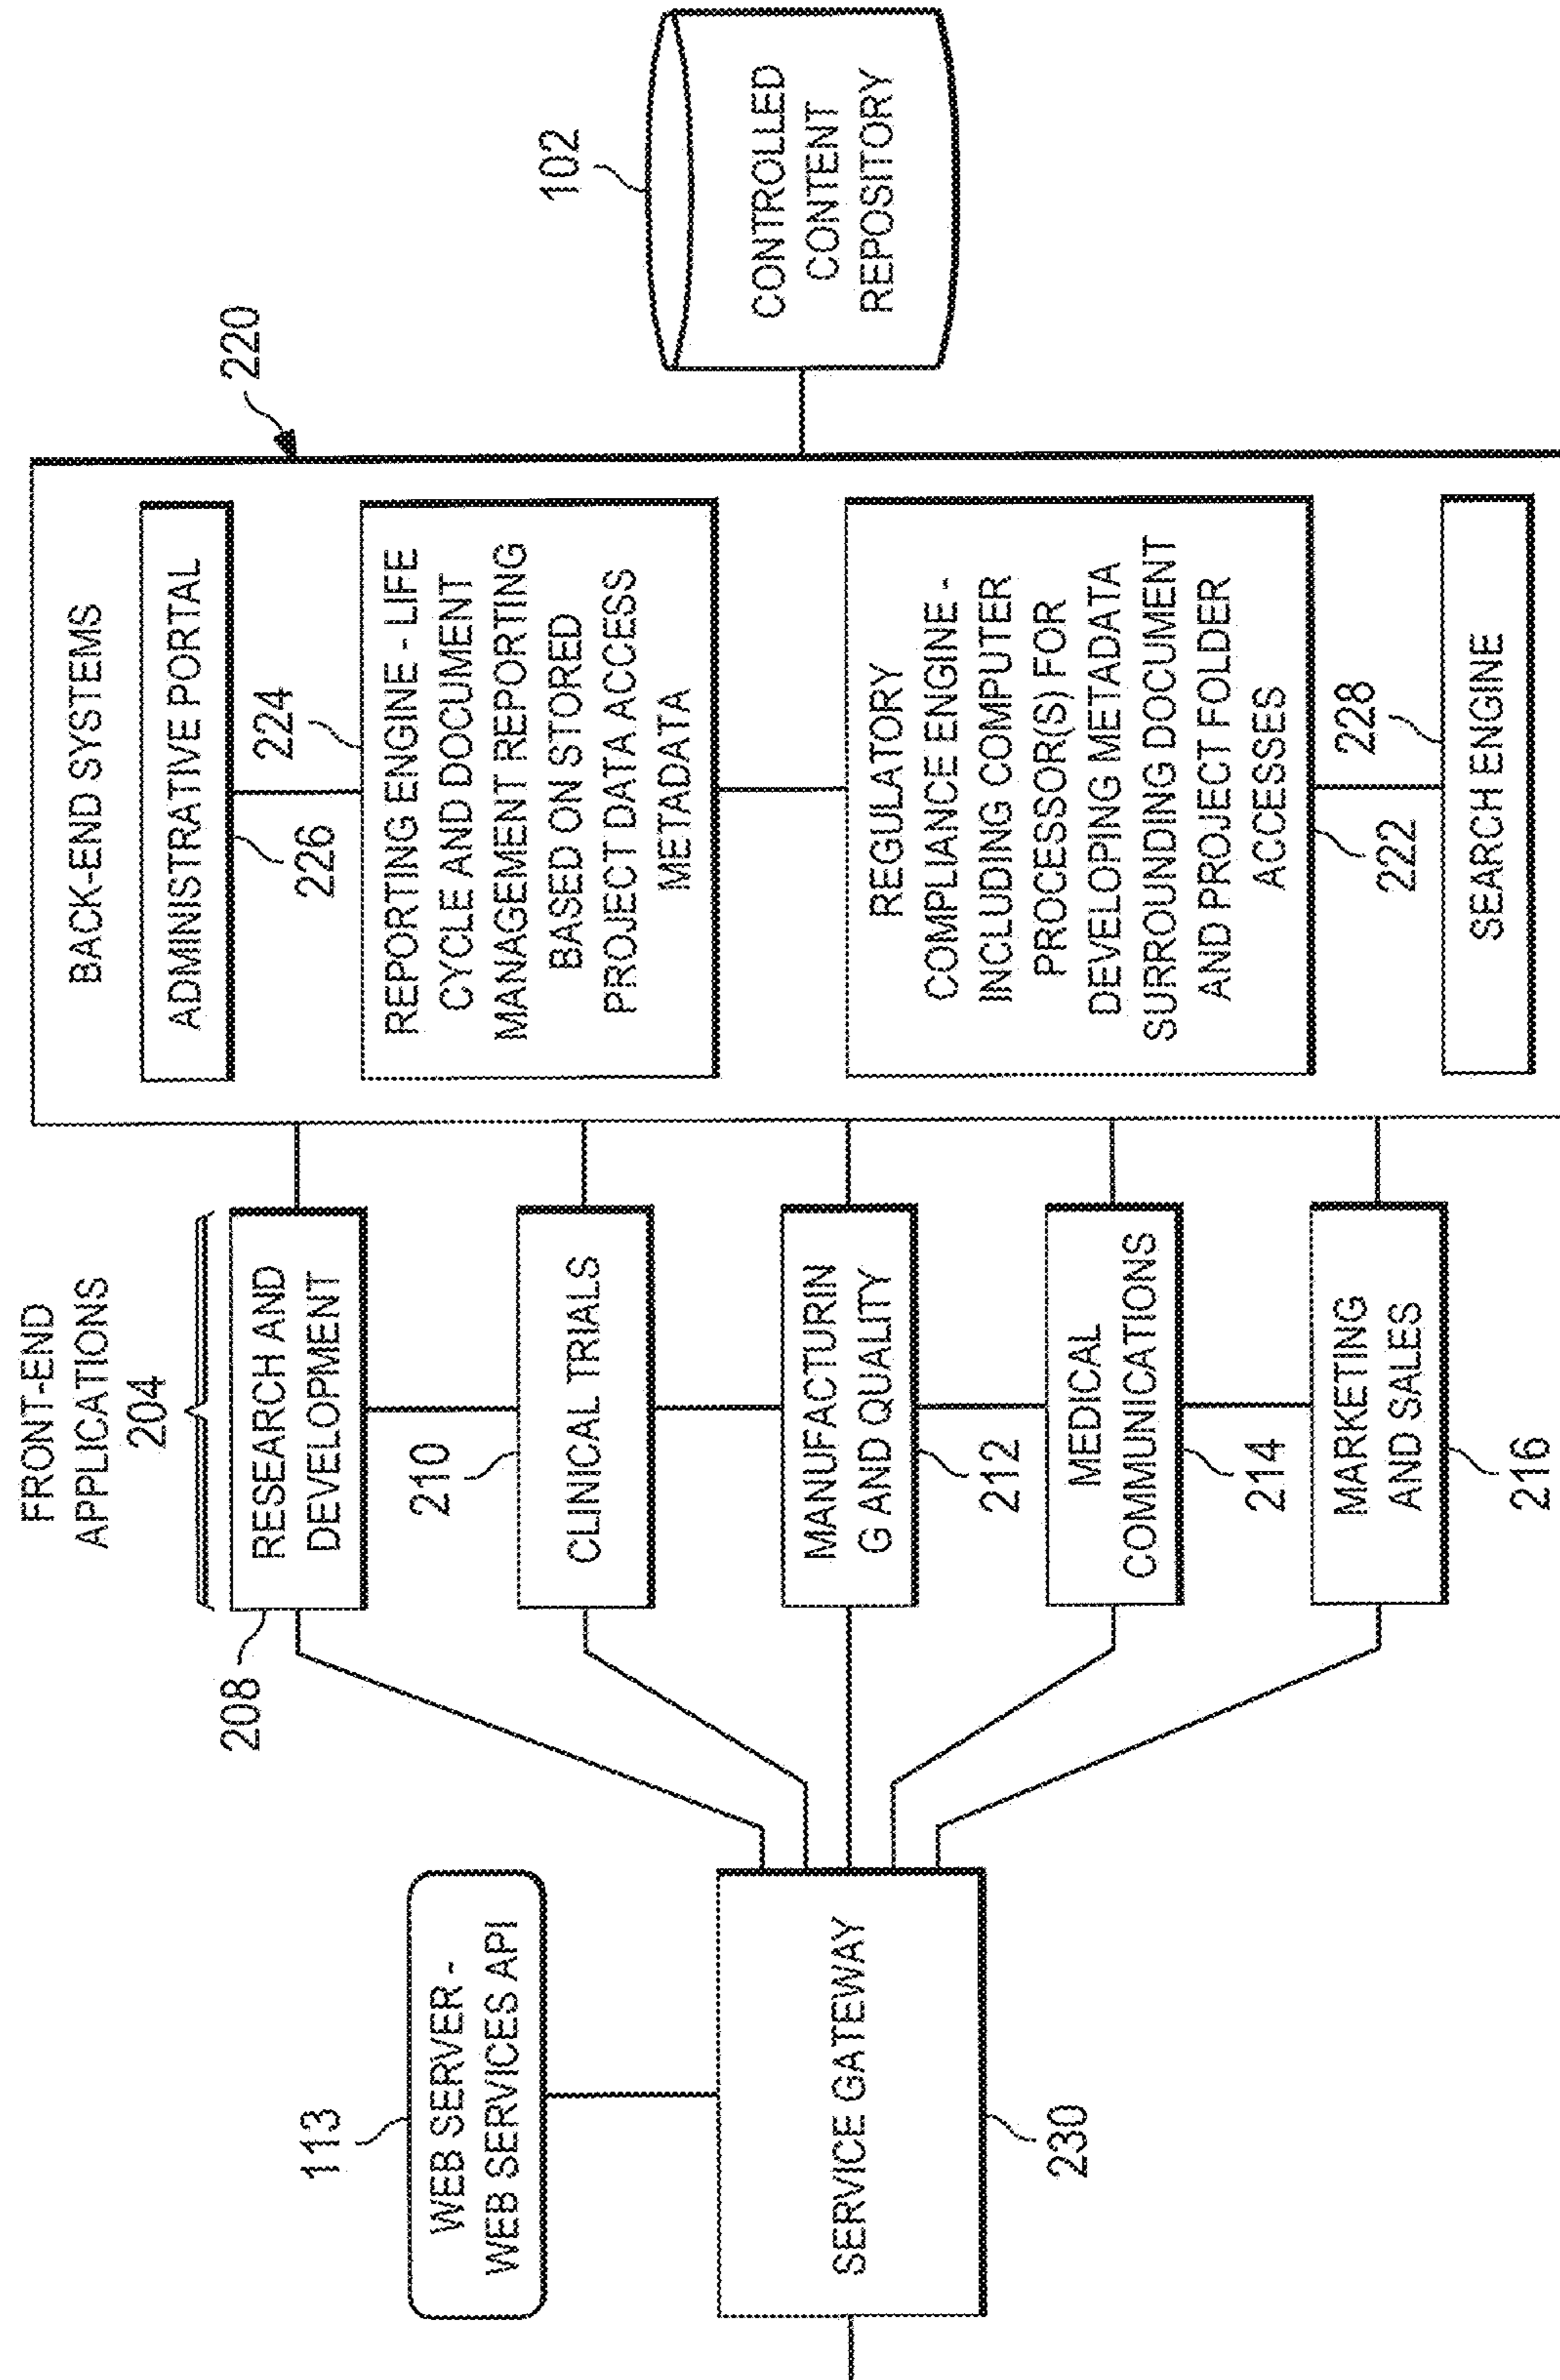 113
WEB SERVER -
WEB SERVICES API
SERVICE GATEWAY
230
FRONT-END
APPLICATIONS
204
208
RESEARCH AND
DEVELOPMENT
210
CLINICAL TRIALS
MANUFACTURIN
G AND QUALITY
212
MEDICAL
COMMUNICATIONS
214
MARKETING
AND SALES
216
220
BACK-END SYSTEMS
ADMINISTRATIVE PORTAL
226
224
REPORTING ENGINE - LIFE
CYCLE AND DOCUMENT
MANAGEMENT REPORTING
BASED ON STORED
PROJECT DATA ACCESS
METADATA
REGULATORY
COMPLIANCE ENGINE -
INCLUDING COMPUTER
PROCESSOR(S) FOR
DEVELOPING METADATA
SURROUNDING DOCUMENT
AND PROJECT FOLDER
ACCESSES
222
228
SEARCH ENGINE
102
CONTROLLED
CONTENT
REPOSITORY